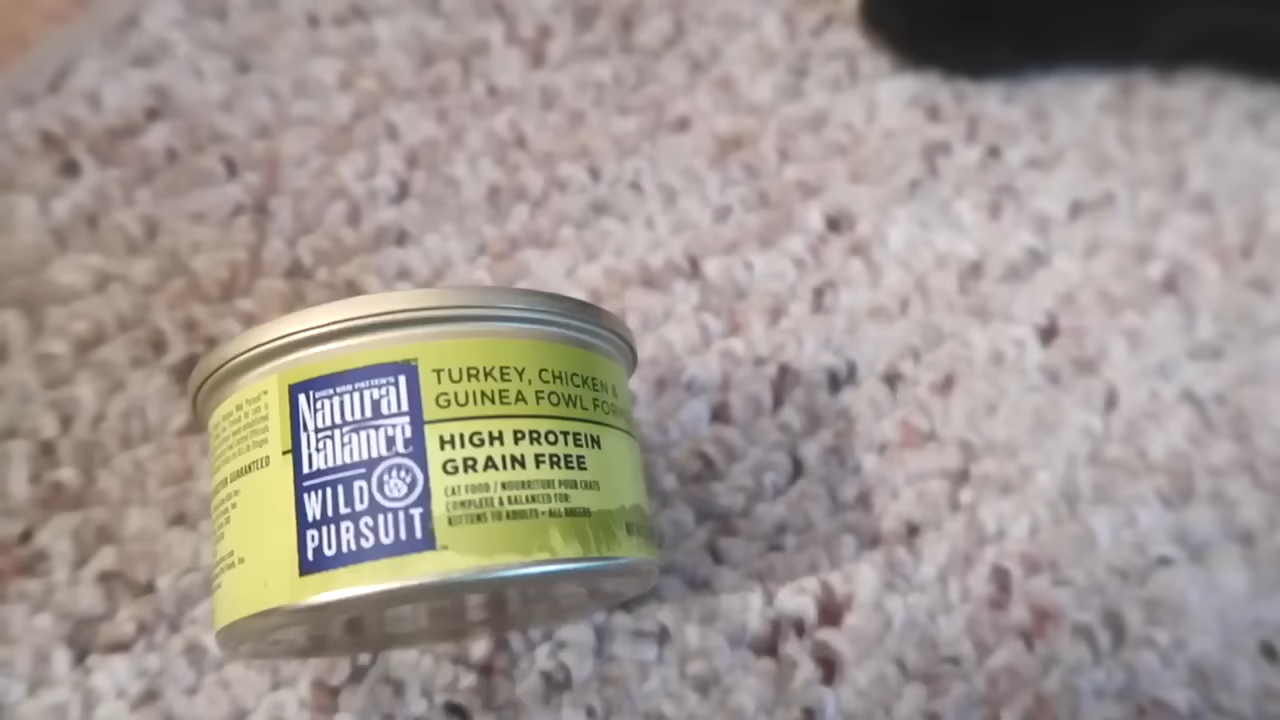 DICK VAN PATTEN'S
Natural
Balance
WILD
PURSUIT
TURKEY, CHICKEN &
GUINEA FOWL
HIGH PROTEIN
GRAIN FREE
CAT FOOD / NOURRITURE POUR CHATS
COMPLETE & BALANCED FOR:
KITTENS TO ADULTS - ALL BREEDS
GUARANTEED